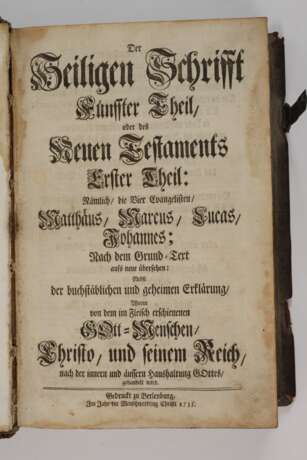 Der
Heiligen Schrifft
Fünffter Theil/
oder des
Neuen Testaments
Erster Theil:
Nämlich/ die Vier Evangelisten/
Matthäus, Marcus, Lucas,
Johannes;
Nach dem Grund-Text
aufs neue übersehen:
Nebst
der buchstäblichen und geheimen Erklärung/
Worin
von dem im Fleisch erschienenen
GOtt-Menschen/
Christo, und seinem Reich,
nach der innern und äussern Haushaltung GOttes,
gehandelt wird.
Gedruckt zu Berlenburg,
Im Jahr der Menschwerdung Christi 1735.